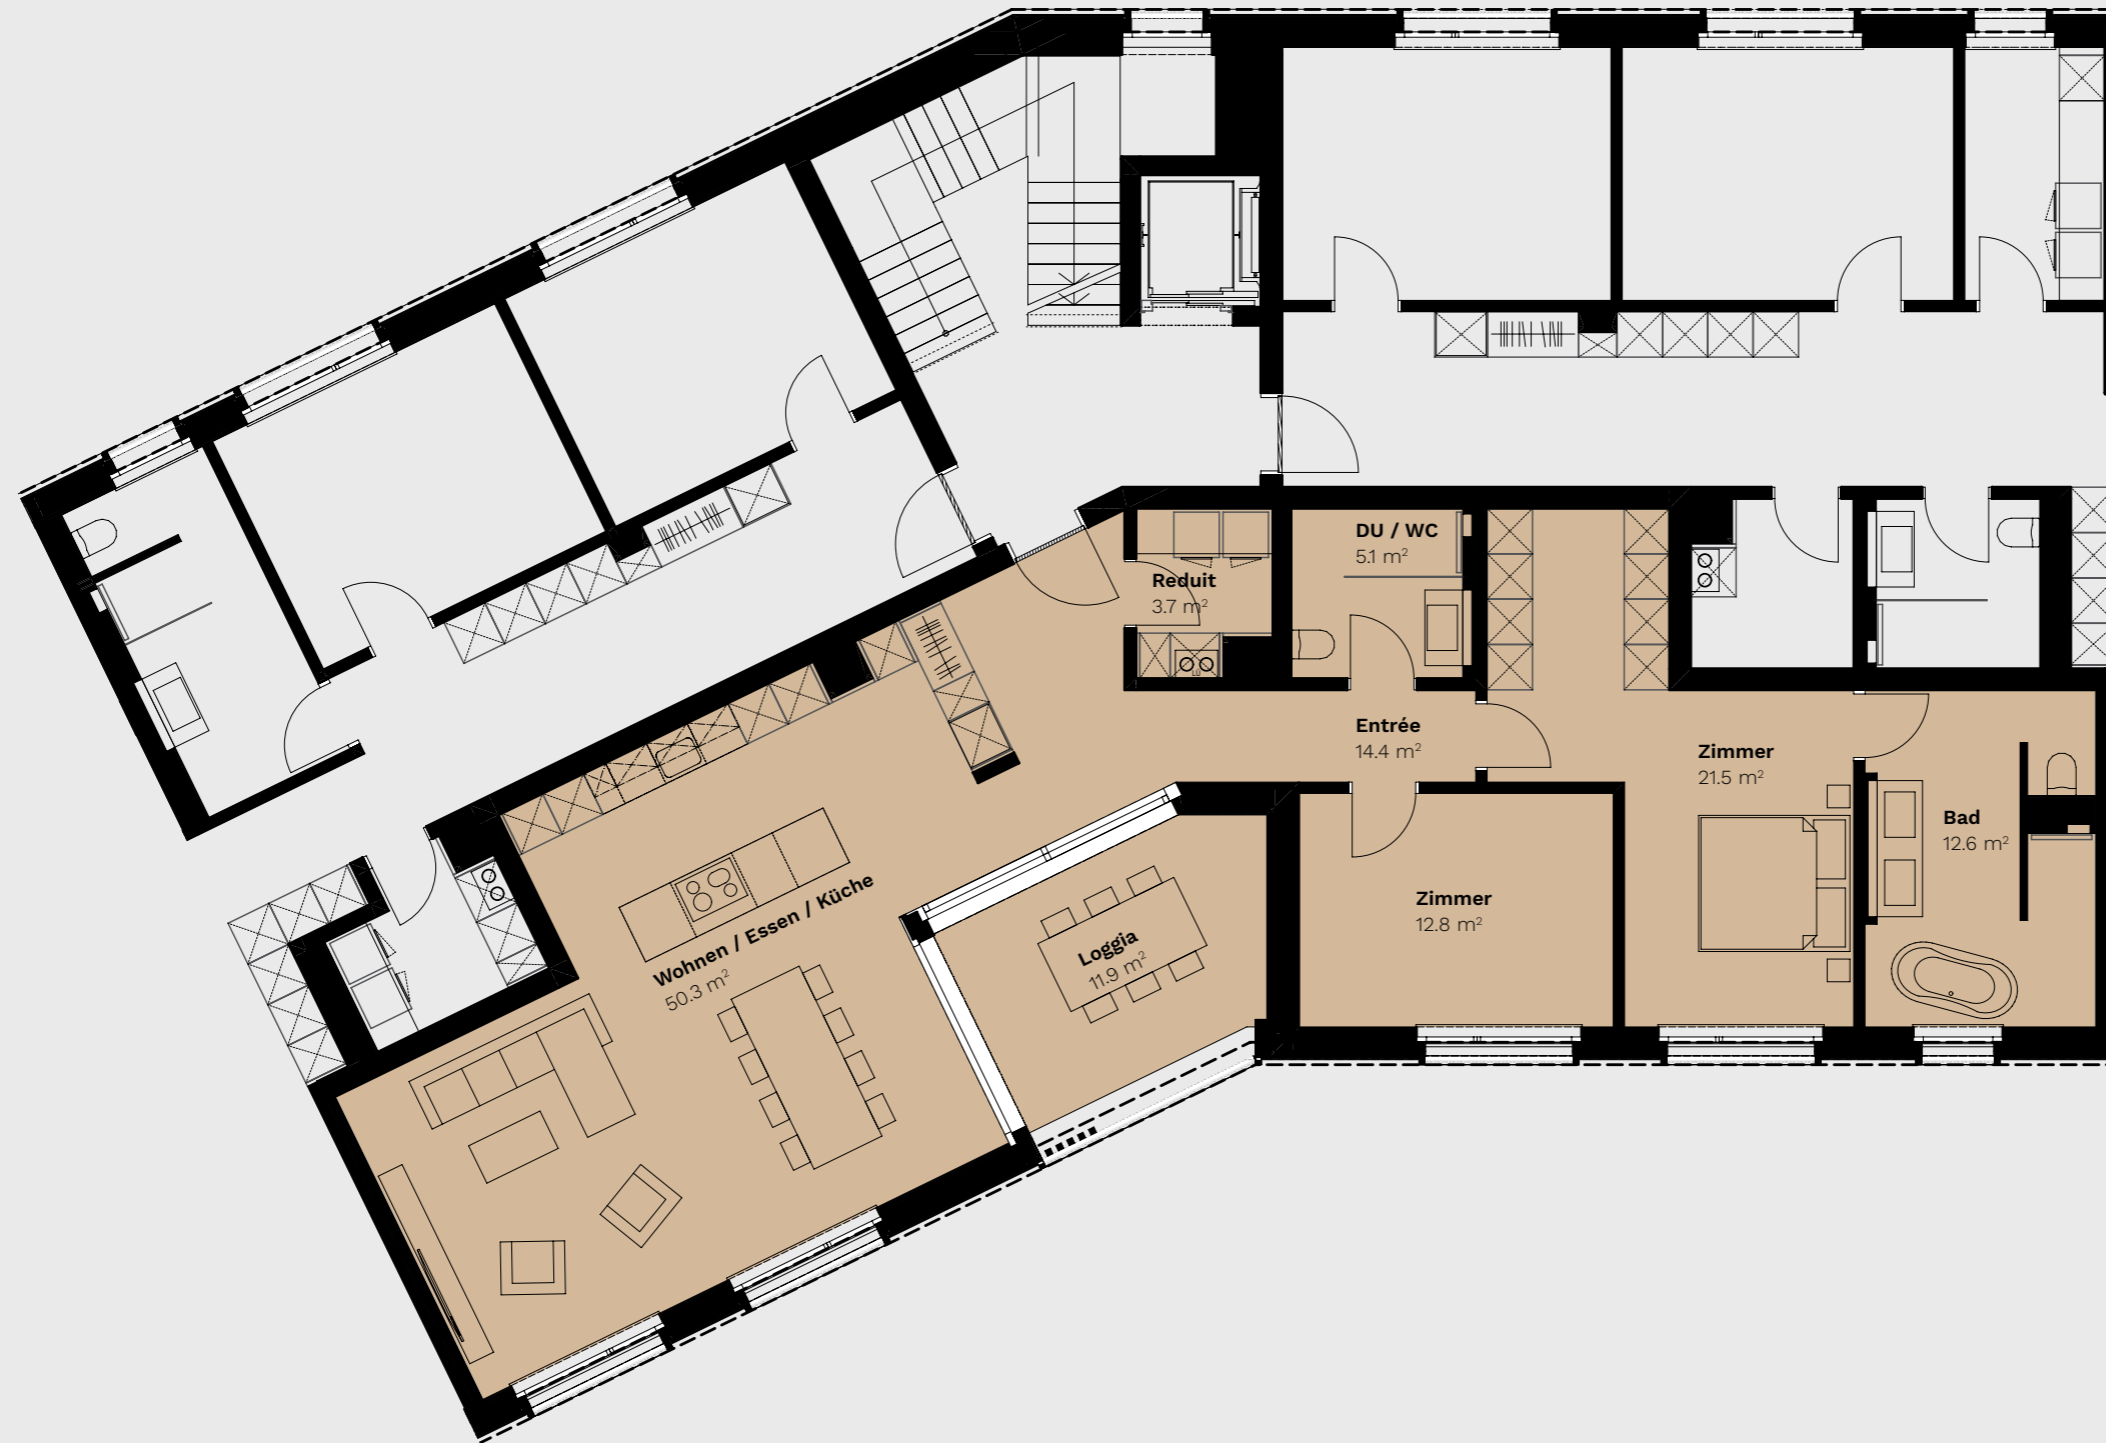 DU / WC
5.1 m²
Reduit
3.7 m²
Entrée
14.4 m²
Zimmer
21.5 m²
Bad
12.6 m²
Zimmer
12.8 m²
Loggia
11.9 m²
Wohnen / Essen / Küche
50.3 m²